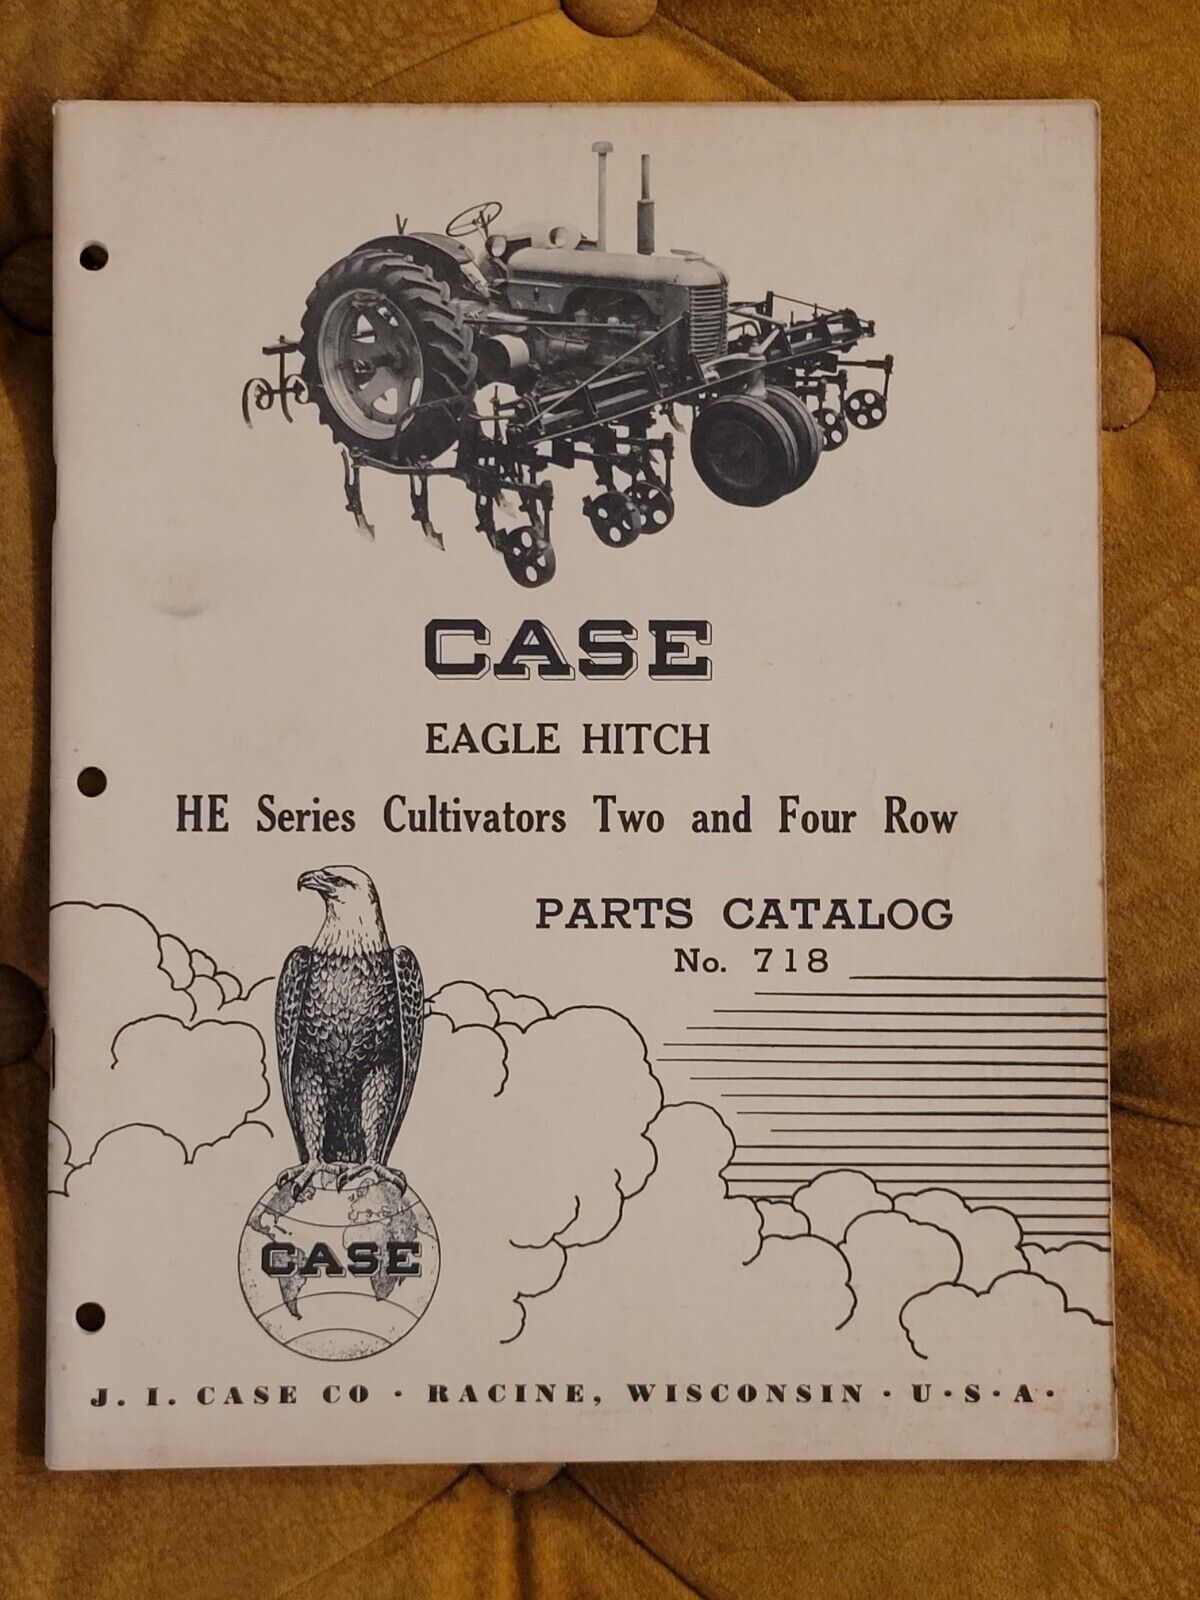 CASE
EAGLE HITCH
HE Series Cultivators Two and Four Row
PARTS CATALOG
No. 718
CASE
J. I. CASE CO · RACINE, WISCONSIN · U · S · A ·